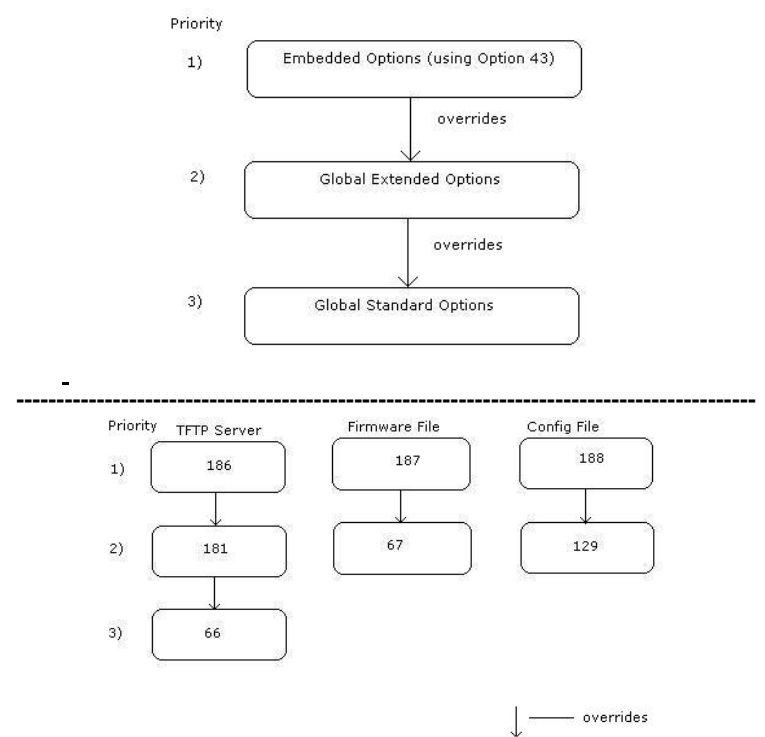 Priority
1) Embedded Options (using Option 43)
overrides
2) Global Extended Options
overrides
3) Global Standard Options
-
--------------------------------------------------------------------------------------------
Priority TFTP Server Firmware File Config File
1) 186 187 188
2) 181 67 129
3) 66
overrides